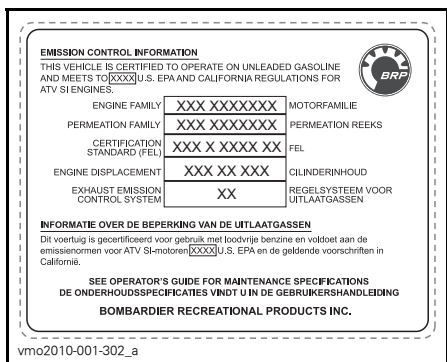 EMISSION CONTROL INFORMATION
THIS VEHICLE IS CERTIFIED TO OPERATE ON UNLEADED GASOLINE
AND MEETS TO XXXX U.S. EPA AND CALIFORNIA REGULATIONS FOR
ATV SI ENGINES.
BRP
ENGINE FAMILY XXX XXXXXXX MOTORFAMILIE
PERMEATION FAMILY XXX XXXXXXX PERMEATION REEKS
CERTIFICATION
STANDARD (FEL) XXX X XXXX XX FEL
ENGINE DISPLACEMENT XXX XX XXX CILINDERINHOUD
EXHAUST EMISSION
CONTROL SYSTEM XX REGELSYSTEEM VOOR
UITLAATGASSEN
INFORMATIE OVER DE BEPERKING VAN DE UITLAATGASSEN
Dit voertuig is gecertificeerd voor gebruik met loodvrije benzine en voldoet aan de
emissienormen voor ATV SI-motoren XXXX U.S. EPA en de geldende voorschriften in
Californië.
SEE OPERATOR'S GUIDE FOR MAINTENANCE SPECIFICATIONS
DE ONDERHOUDSSPECIFICATIES VINDT U IN DE GEBRUIKERSHANDLEIDING
BOMBARDIER RECREATIONAL PRODUCTS INC.
vmo2010-001-302_a